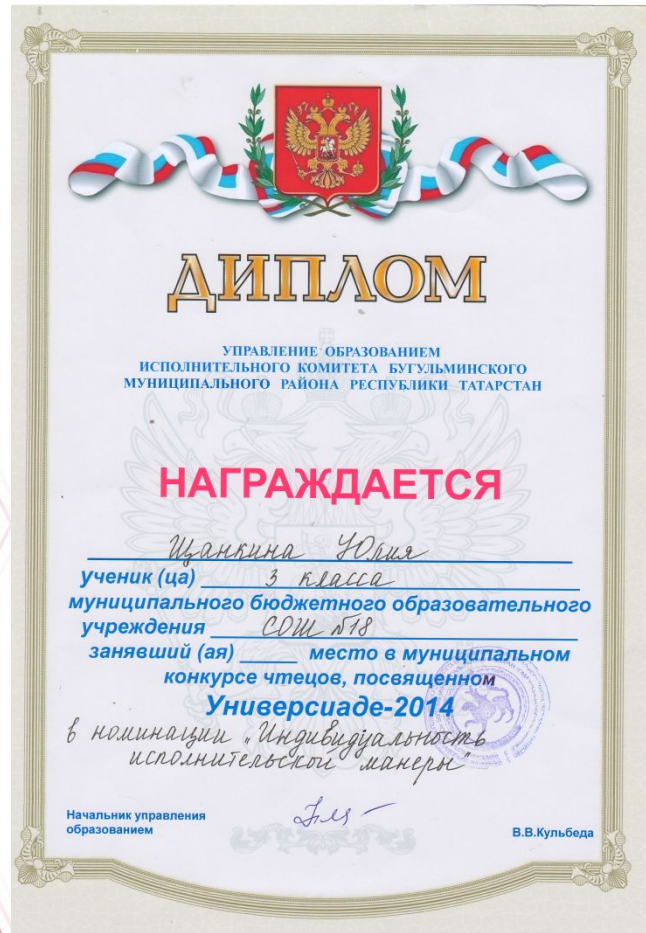 ДИПЛОМ
УПРАВЛЕНИЕ ОБРАЗОВАНИЕМ
ИСПОЛНИТЕЛЬНОГО КОМИТЕТА БУГУЛЬМИНСКОГО
МУНИЦИПАЛЬНОГО РАЙОНА РЕСПУБЛИКИ ТАТАРСТАН
НАГРАЖДАЕТСЯ
Щанкина Юлия
ученик (ца) 3 класса
муниципального бюджетного образовательного
учреждения СОШ №18
занявший (ая) _____ место в муниципальном
конкурсе чтецов, посвященном
Универсиаде-2014
в номинации "Индивидуальность
исполнительской манеры"
Начальник управления
образованием
В.В.Кульбеда